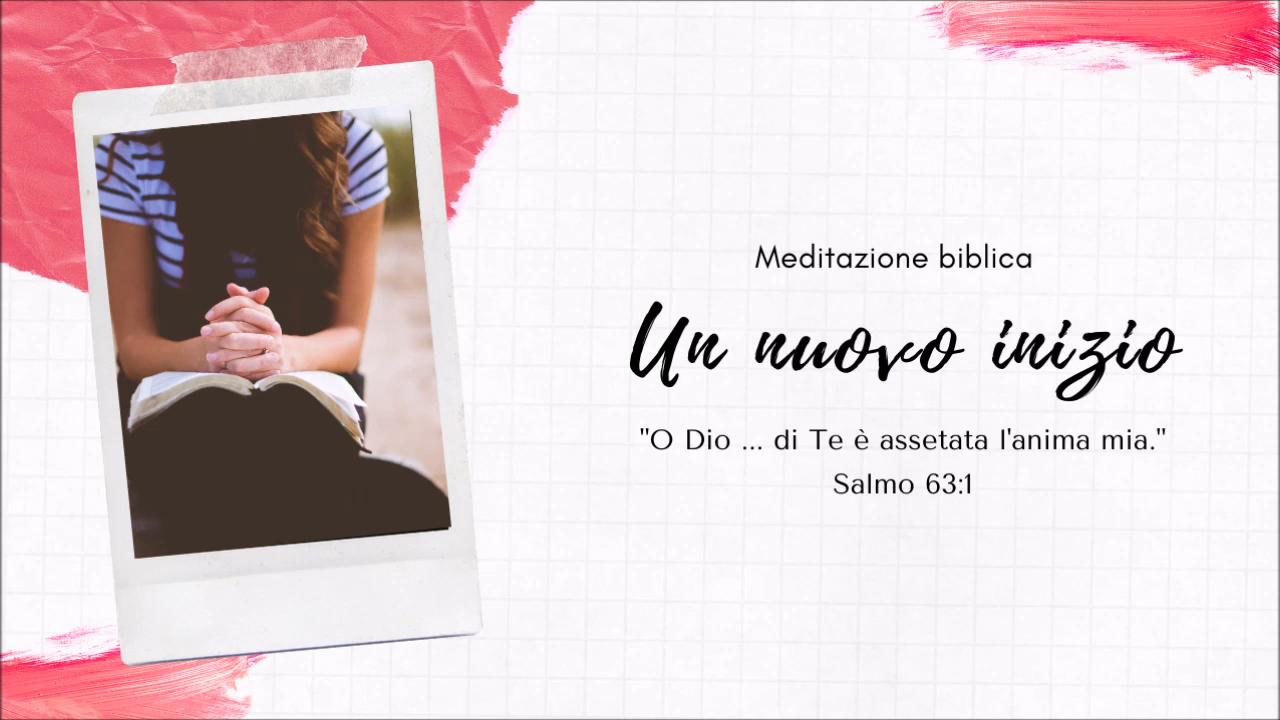 Meditazione biblica
Un nuovo inizio
"O Dio ... di Te è assetata l'anima mia."
Salmo 63:1